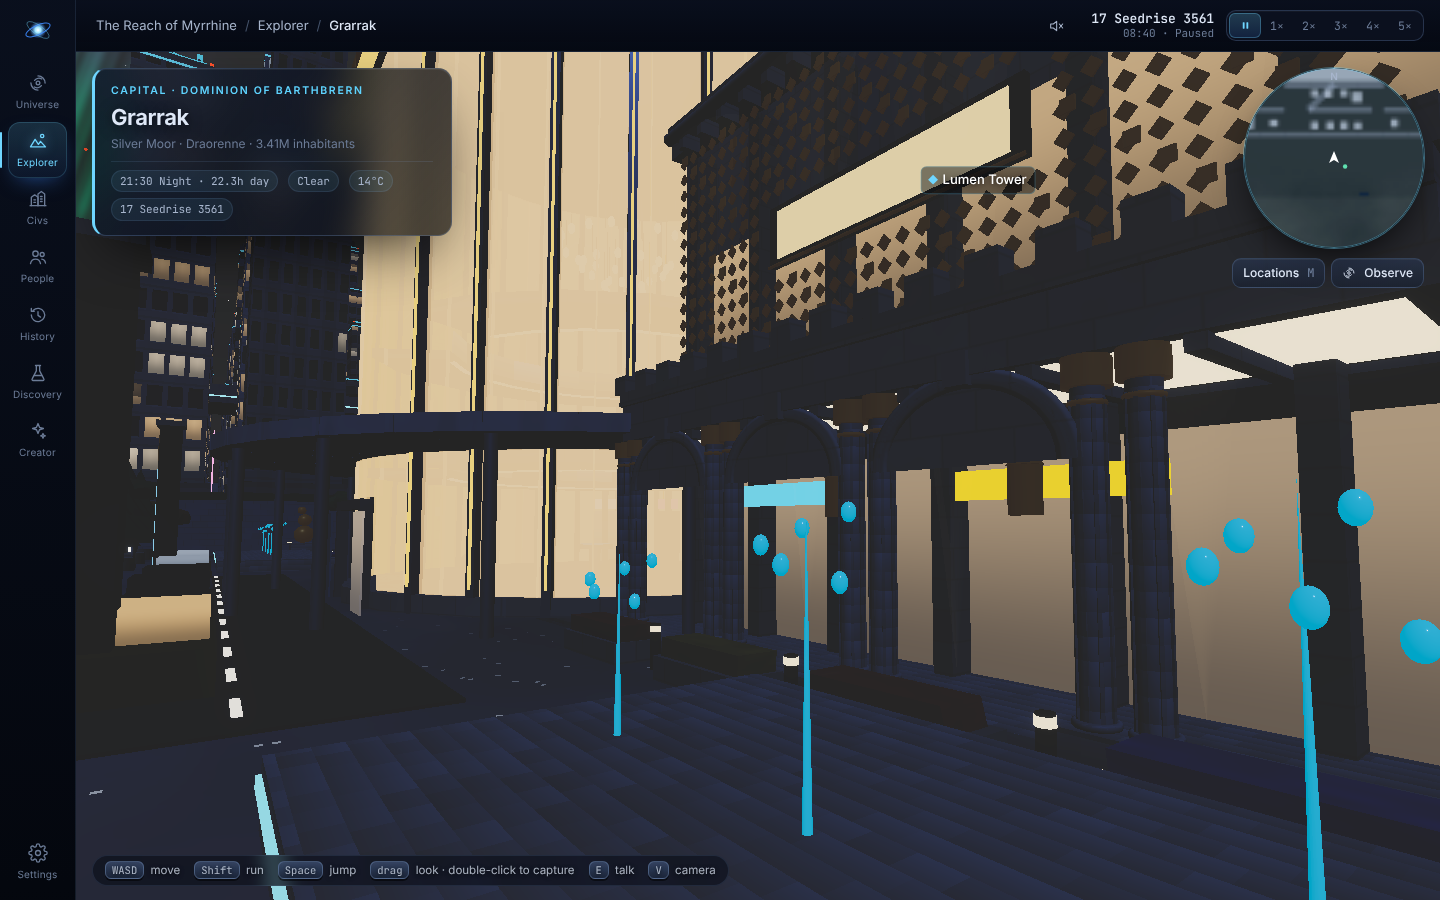 The Reach of Myrrhine / Explorer / Grarrak
17 Seedrise 3561
08:40 · Paused
1× 2× 3× 4× 5×
Universe
Explorer
Civs
People
History
Discovery
Creator
Settings
CAPITAL · DOMINION OF BARTHBRERN
Grarrak
Silver Moor · Draorenne · 3.41M inhabitants
21:30 Night · 22.3h day
Clear
14°C
17 Seedrise 3561
Lumen Tower
N
Locations M
Observe
WASD move Shift run Space jump drag look · double-click to capture E talk V camera